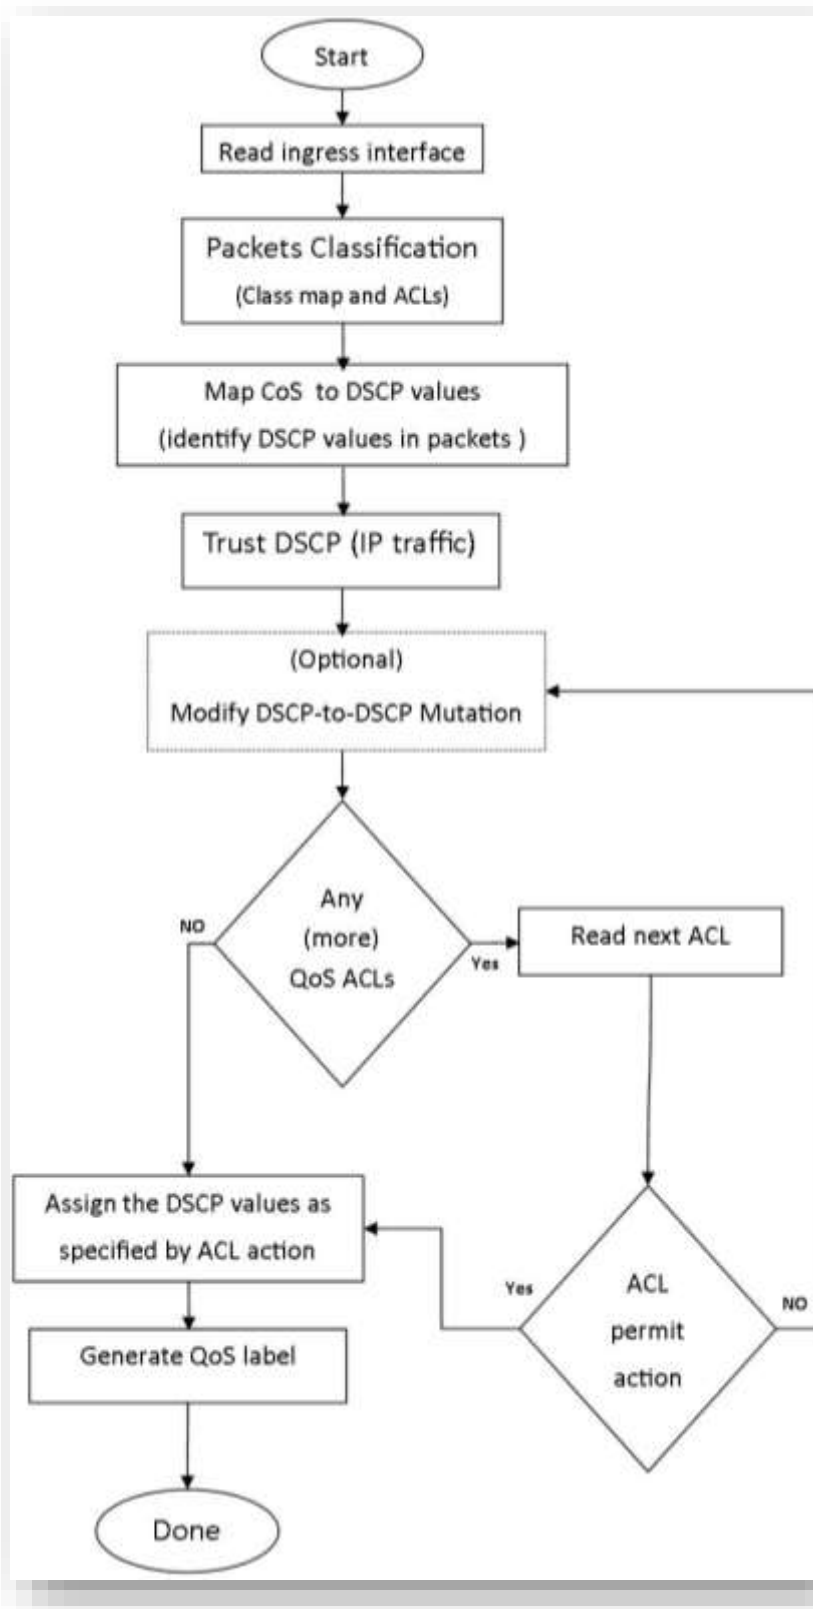 Start
Read ingress interface
Packets Classification
(Class map and ACLs)
Map CoS to DSCP values
(identify DSCP values in packets )
Trust DSCP (IP traffic)
(Optional)
Modify DSCP-to-DSCP Mutation
Any
(more)
QoS ACLs
NO
Yes
Read next ACL
Assign the DSCP values as
specified by ACL action
Yes
ACL
permit
action
NO
Generate QoS label
Done